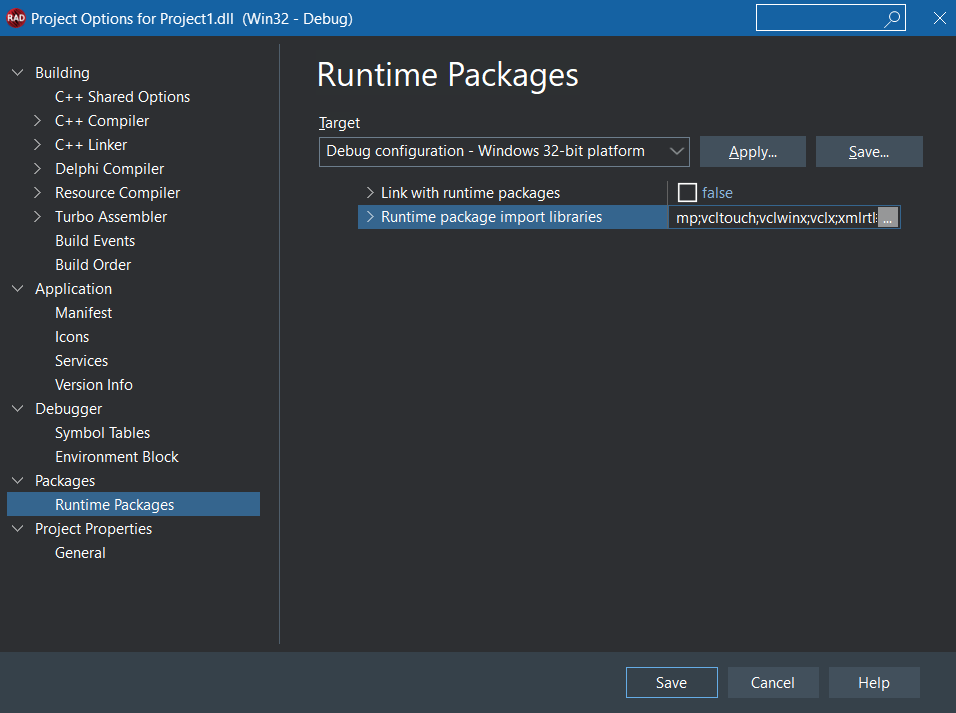 RAD Project Options for Project1.dll (Win32 - Debug)
Building
C++ Shared Options
C++ Compiler
C++ Linker
Delphi Compiler
Resource Compiler
Turbo Assembler
Build Events
Build Order
Application
Manifest
Icons
Services
Version Info
Debugger
Symbol Tables
Environment Block
Packages
Runtime Packages
Project Properties
General
Runtime Packages
Target
Debug configuration - Windows 32-bit platform
Apply...
Save...
Link with runtime packages
false
Runtime package import libraries
mp;vcltouch;vclwinx;vclx;xmlrtl
...
Save
Cancel
Help